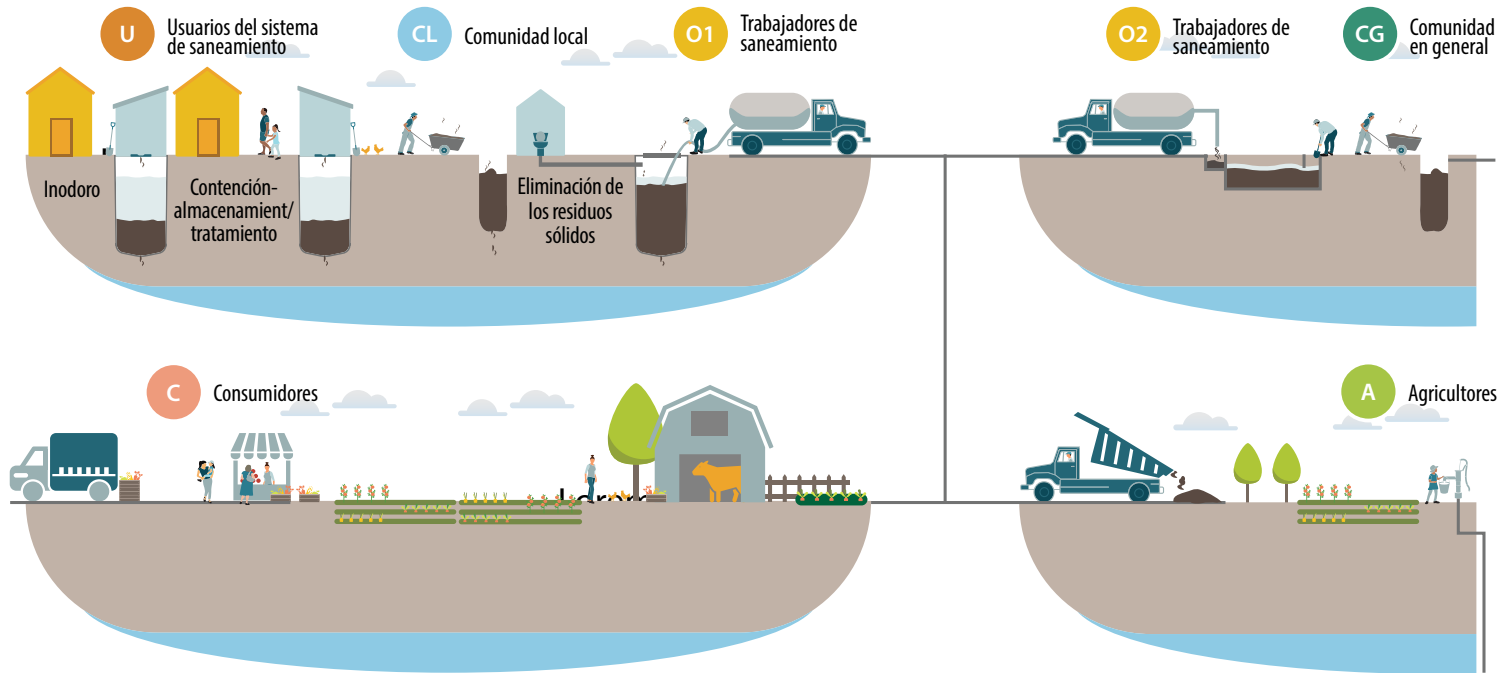 U
Usuarios del sistema
de saneamiento
CL
Comunidad local
O1
Trabajadores de
saneamiento
O2
Trabajadores de
saneamiento
CG
Comunidad
en general
Inodoro
Contención-
almacenamient/
tratamiento
Eliminación de
los residuos
sólidos
C
Consumidores
A
Agricultores